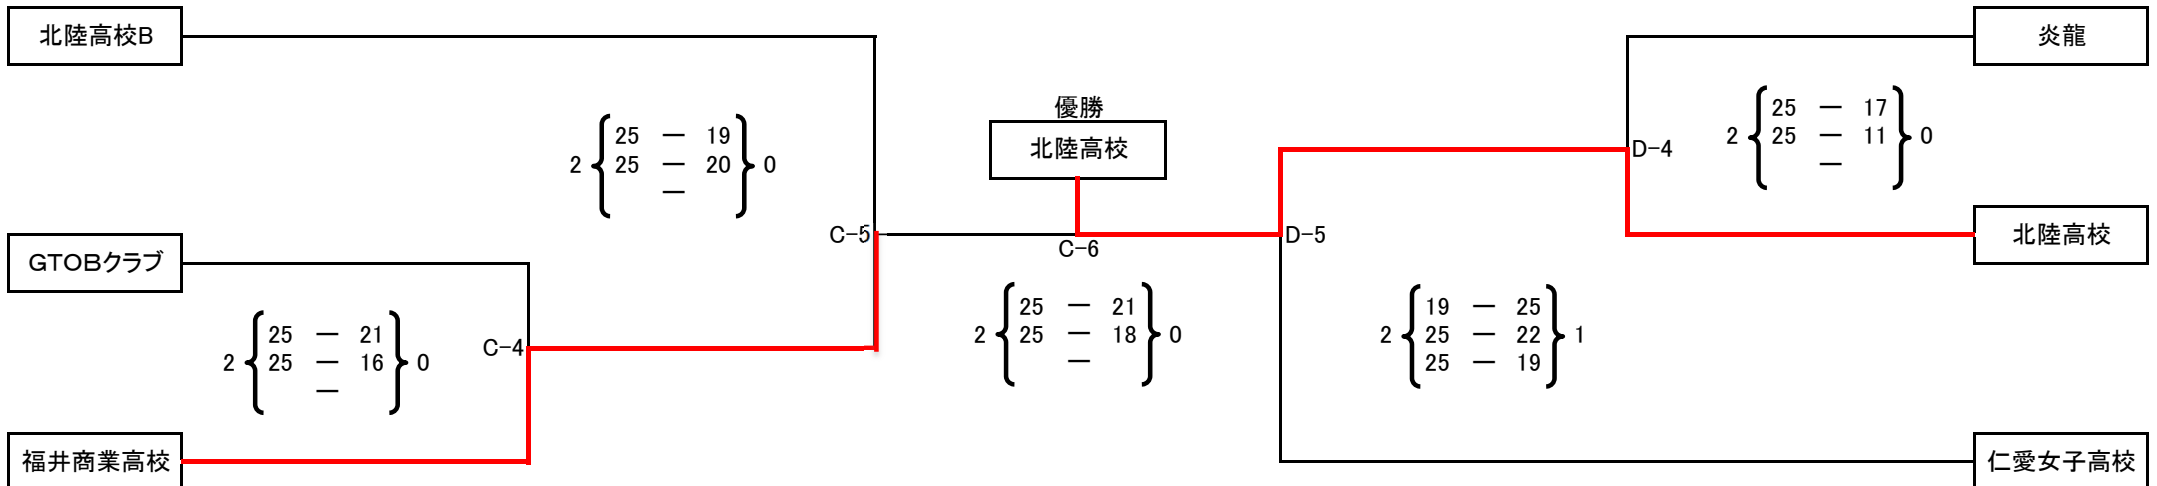 北陸高校B
炎龍
優勝
北陸高校
25 ― 19
2 25 ― 20 0
―
25 ― 17
2 25 ― 11 0
―
D-4
C-5
C-6
D-5
北陸高校
GTOBクラブ
25 ― 21
2 25 ― 16 0
―
C-4
25 ― 21
2 25 ― 18 0
―
19 ― 25
2 25 ― 22 1
25 ― 19
福井商業高校
仁愛女子高校